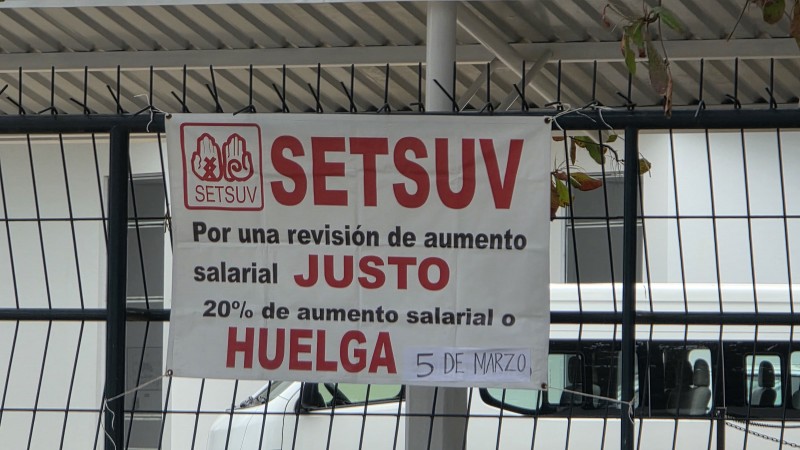 SETSUV
SETSUV
Por una revisión de aumento
salarial JUSTO
20% de aumento salarial o
HUELGA 5 DE MARZO,